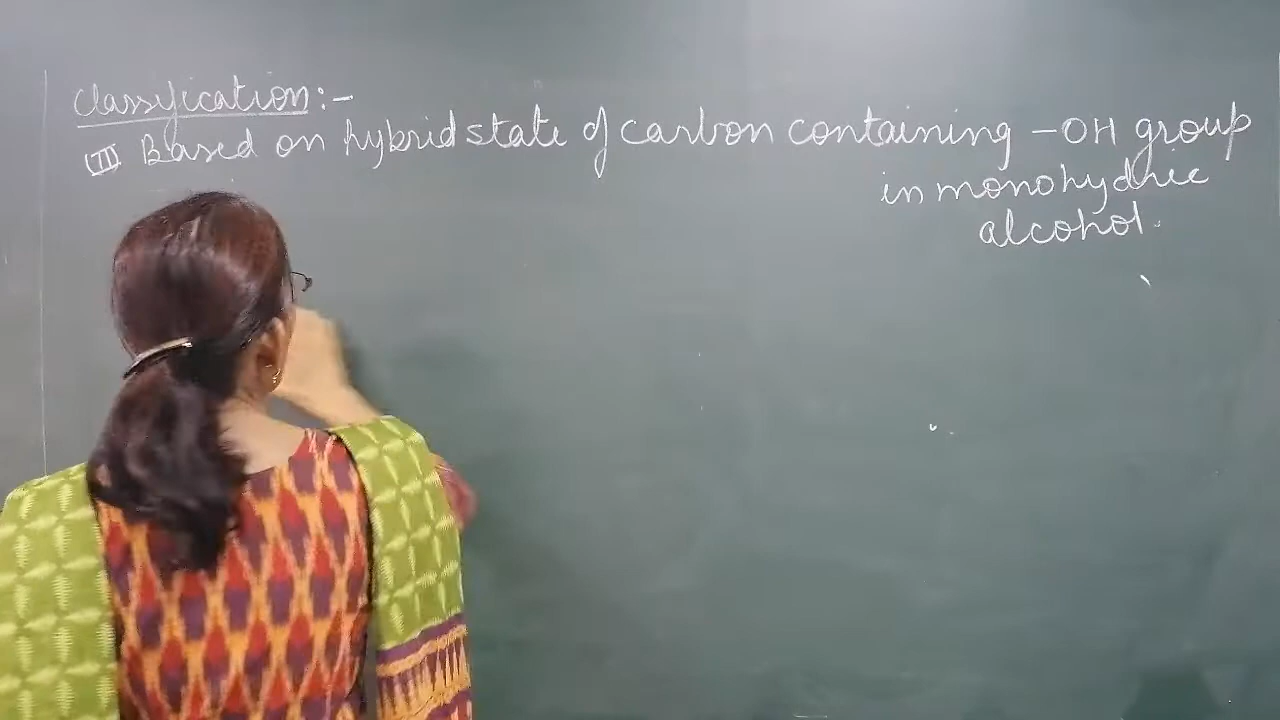 Classification:-
(III) Based on hybrid state of carbon containing -OH group
in monohydric
alcohol.